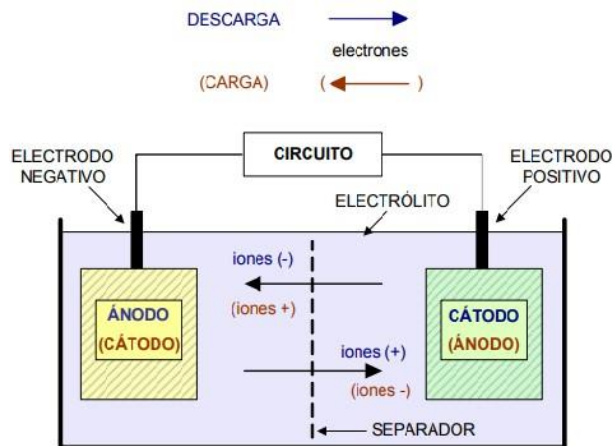 DESCARGA
electrones
(CARGA)
( )
CIRCUITO
ELECTRODO
NEGATIVO
ELECTRODO
POSITIVO
ELECTRÓLITO
iones (-)
(iones +)
ÁNODO
(CÁTODO)
CÁTODO
(ÁNODO)
iones (+)
(iones -)
SEPARADOR